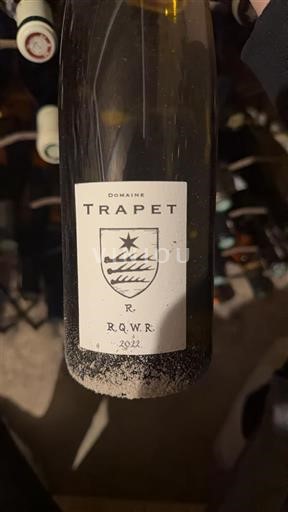 DOMAINE
TRAPET
R.
R.Q.W.R.
2022